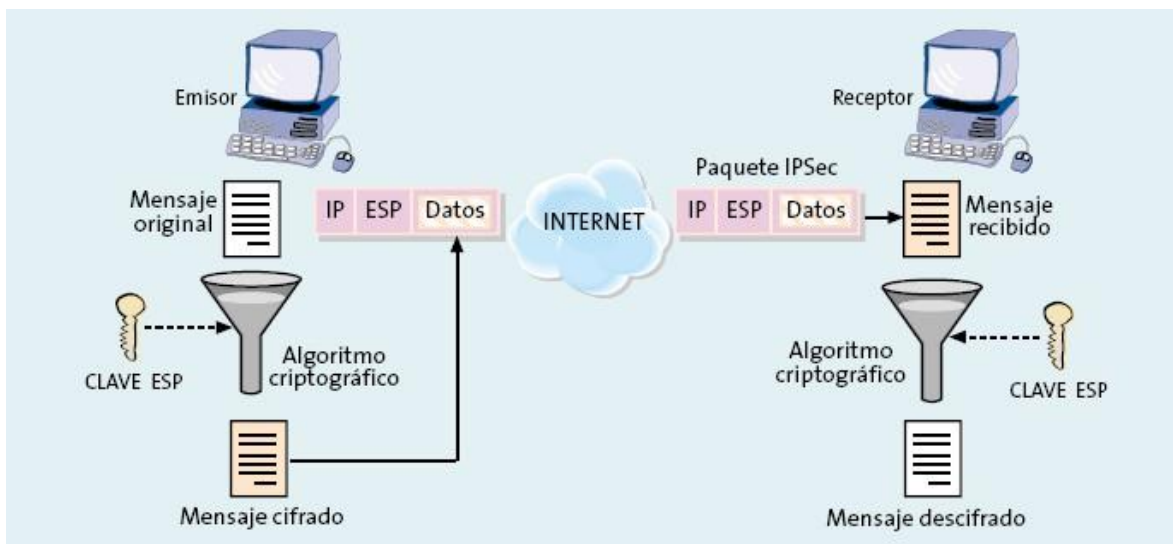 Emisor
Mensaje
original
IP ESP Datos
CLAVE ESP
Algoritmo
criptográfico
Mensaje cifrado
INTERNET
Receptor
Paquete IPSec
IP ESP Datos
Mensaje
recibido
Algoritmo
criptográfico
CLAVE ESP
Mensaje descifrado